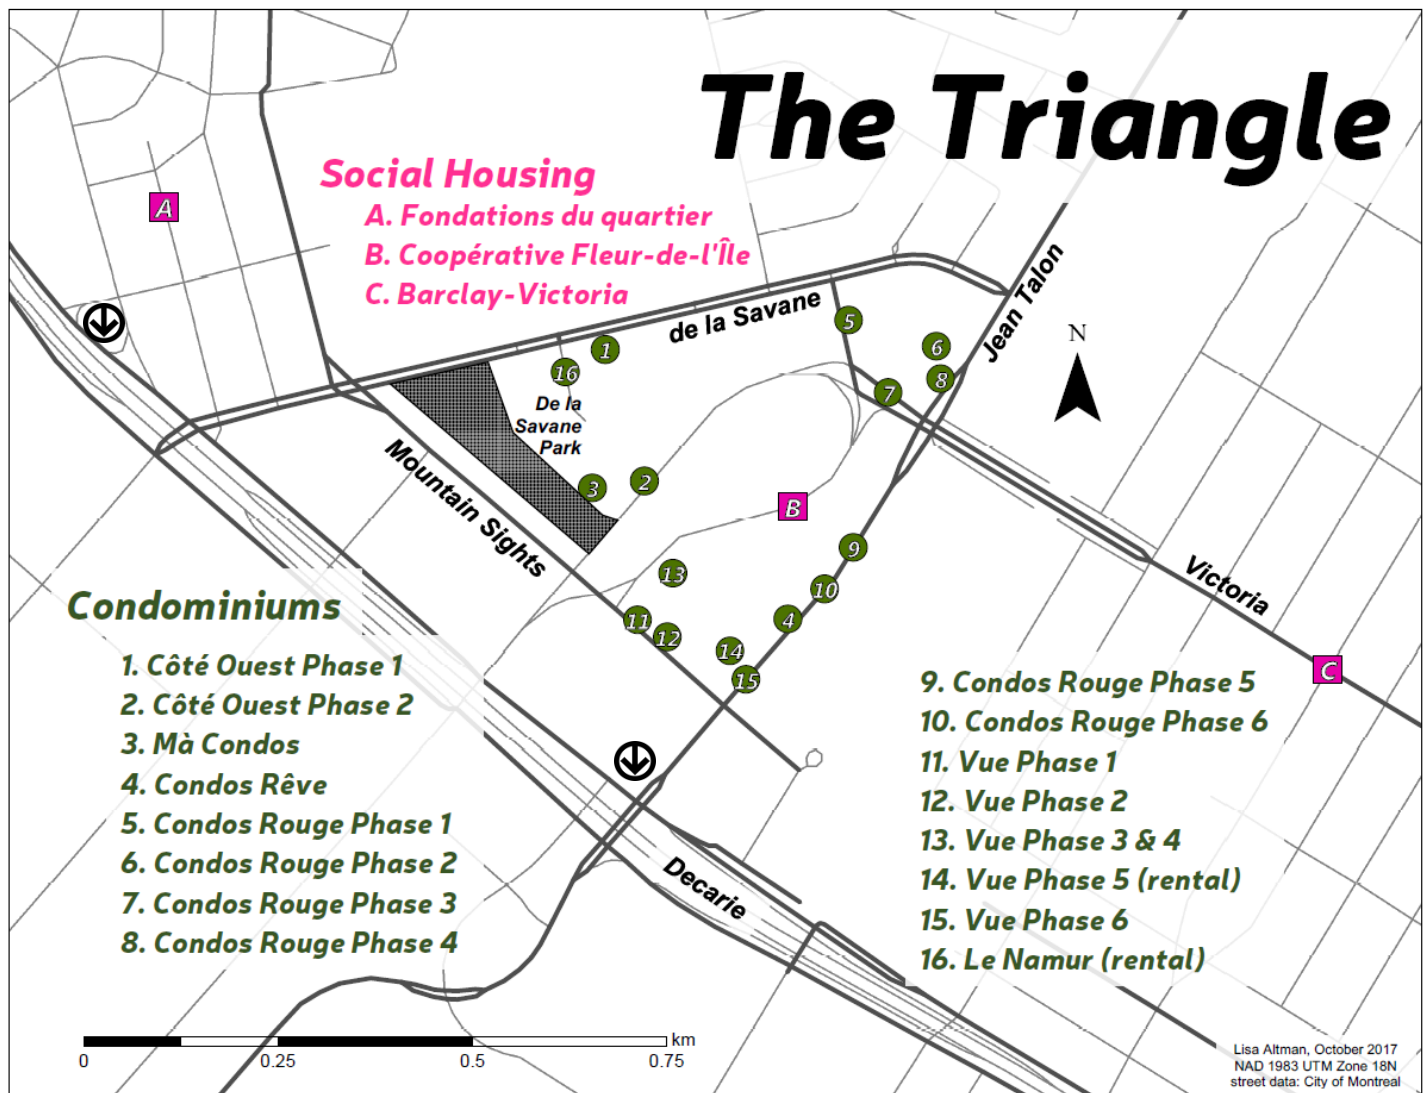 The Triangle
Social Housing
A. Fondations du quartier
B. Coopérative Fleur-de-l'Île
C. Barclay-Victoria
A
de la Savane
Jean Talon
N
5
6
1
16
8
7
De la
Savane
Park
Mountain Sights
3
2
B
9
13
10
Victoria
11
4
12
14
15
C
Condominiums
1. Côté Ouest Phase 1
2. Côté Ouest Phase 2
3. Mà Condos
4. Condos Rêve
5. Condos Rouge Phase 1
6. Condos Rouge Phase 2
7. Condos Rouge Phase 3
8. Condos Rouge Phase 4
9. Condos Rouge Phase 5
10. Condos Rouge Phase 6
11. Vue Phase 1
12. Vue Phase 2
13. Vue Phase 3 & 4
14. Vue Phase 5 (rental)
15. Vue Phase 6
16. Le Namur (rental)
Decarie
km
0 0.25 0.5 0.75
Lisa Altman, October 2017
NAD 1983 UTM Zone 18N
street data: City of Montreal